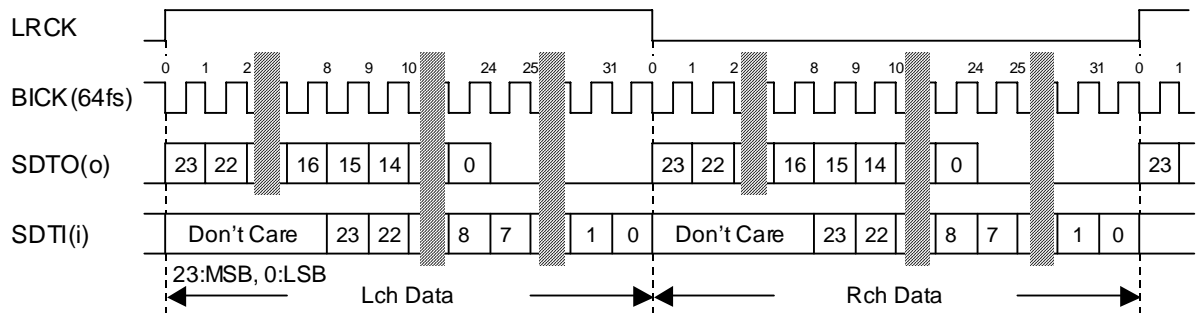 LRCK
0 1 2 8 9 10 24 25 31 0 1 2 8 9 10 24 25 31 0 1
BICK(64fs)
SDTO(o) 23 22 16 15 14 0 23 22 16 15 14 0 23
SDTI(i) Don't Care 23 22 8 7 1 0 Don't Care 23 22 8 7 1 0
23:MSB, 0:LSB
Lch Data Rch Data